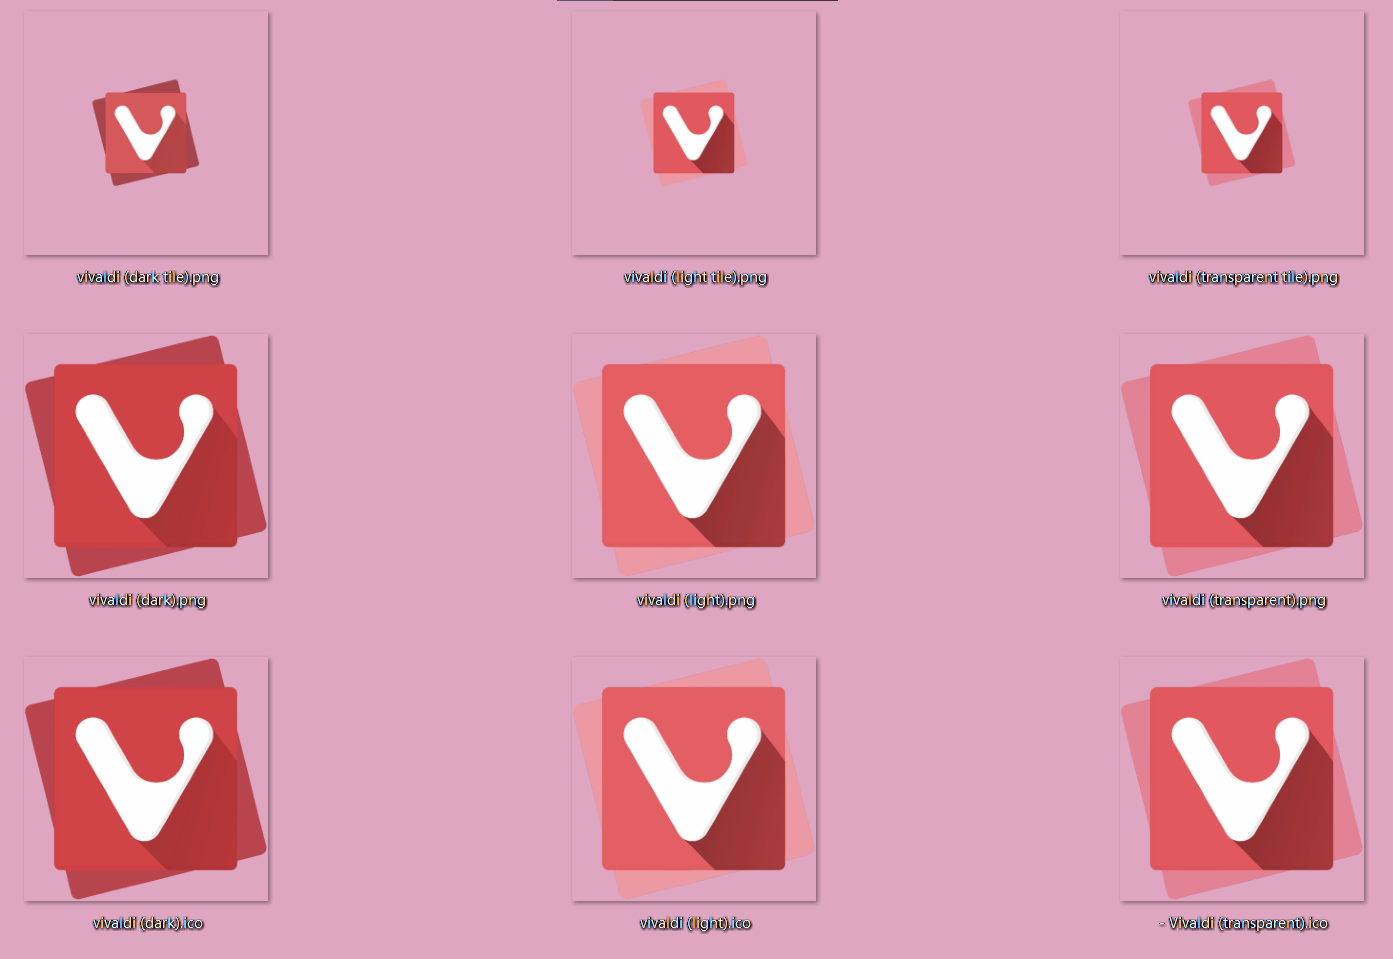 vivaldi (dark tile).png
vivaldi (light tile).png
vivaldi (transparent tile).png
vivaldi (dark).png
vivaldi (light).png
vivaldi (transparent).png
vivaldi (dark).ico
vivaldi (light).ico
- Vivaldi (transparent).ico